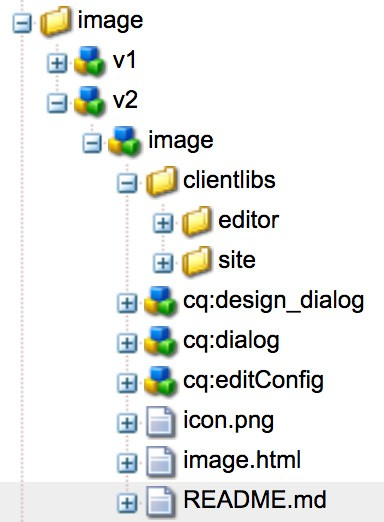 image
v1
v2
image
clientlibs
editor
site
cq:design_dialog
cq:dialog
cq:editConfig
icon.png
image.html
README.md